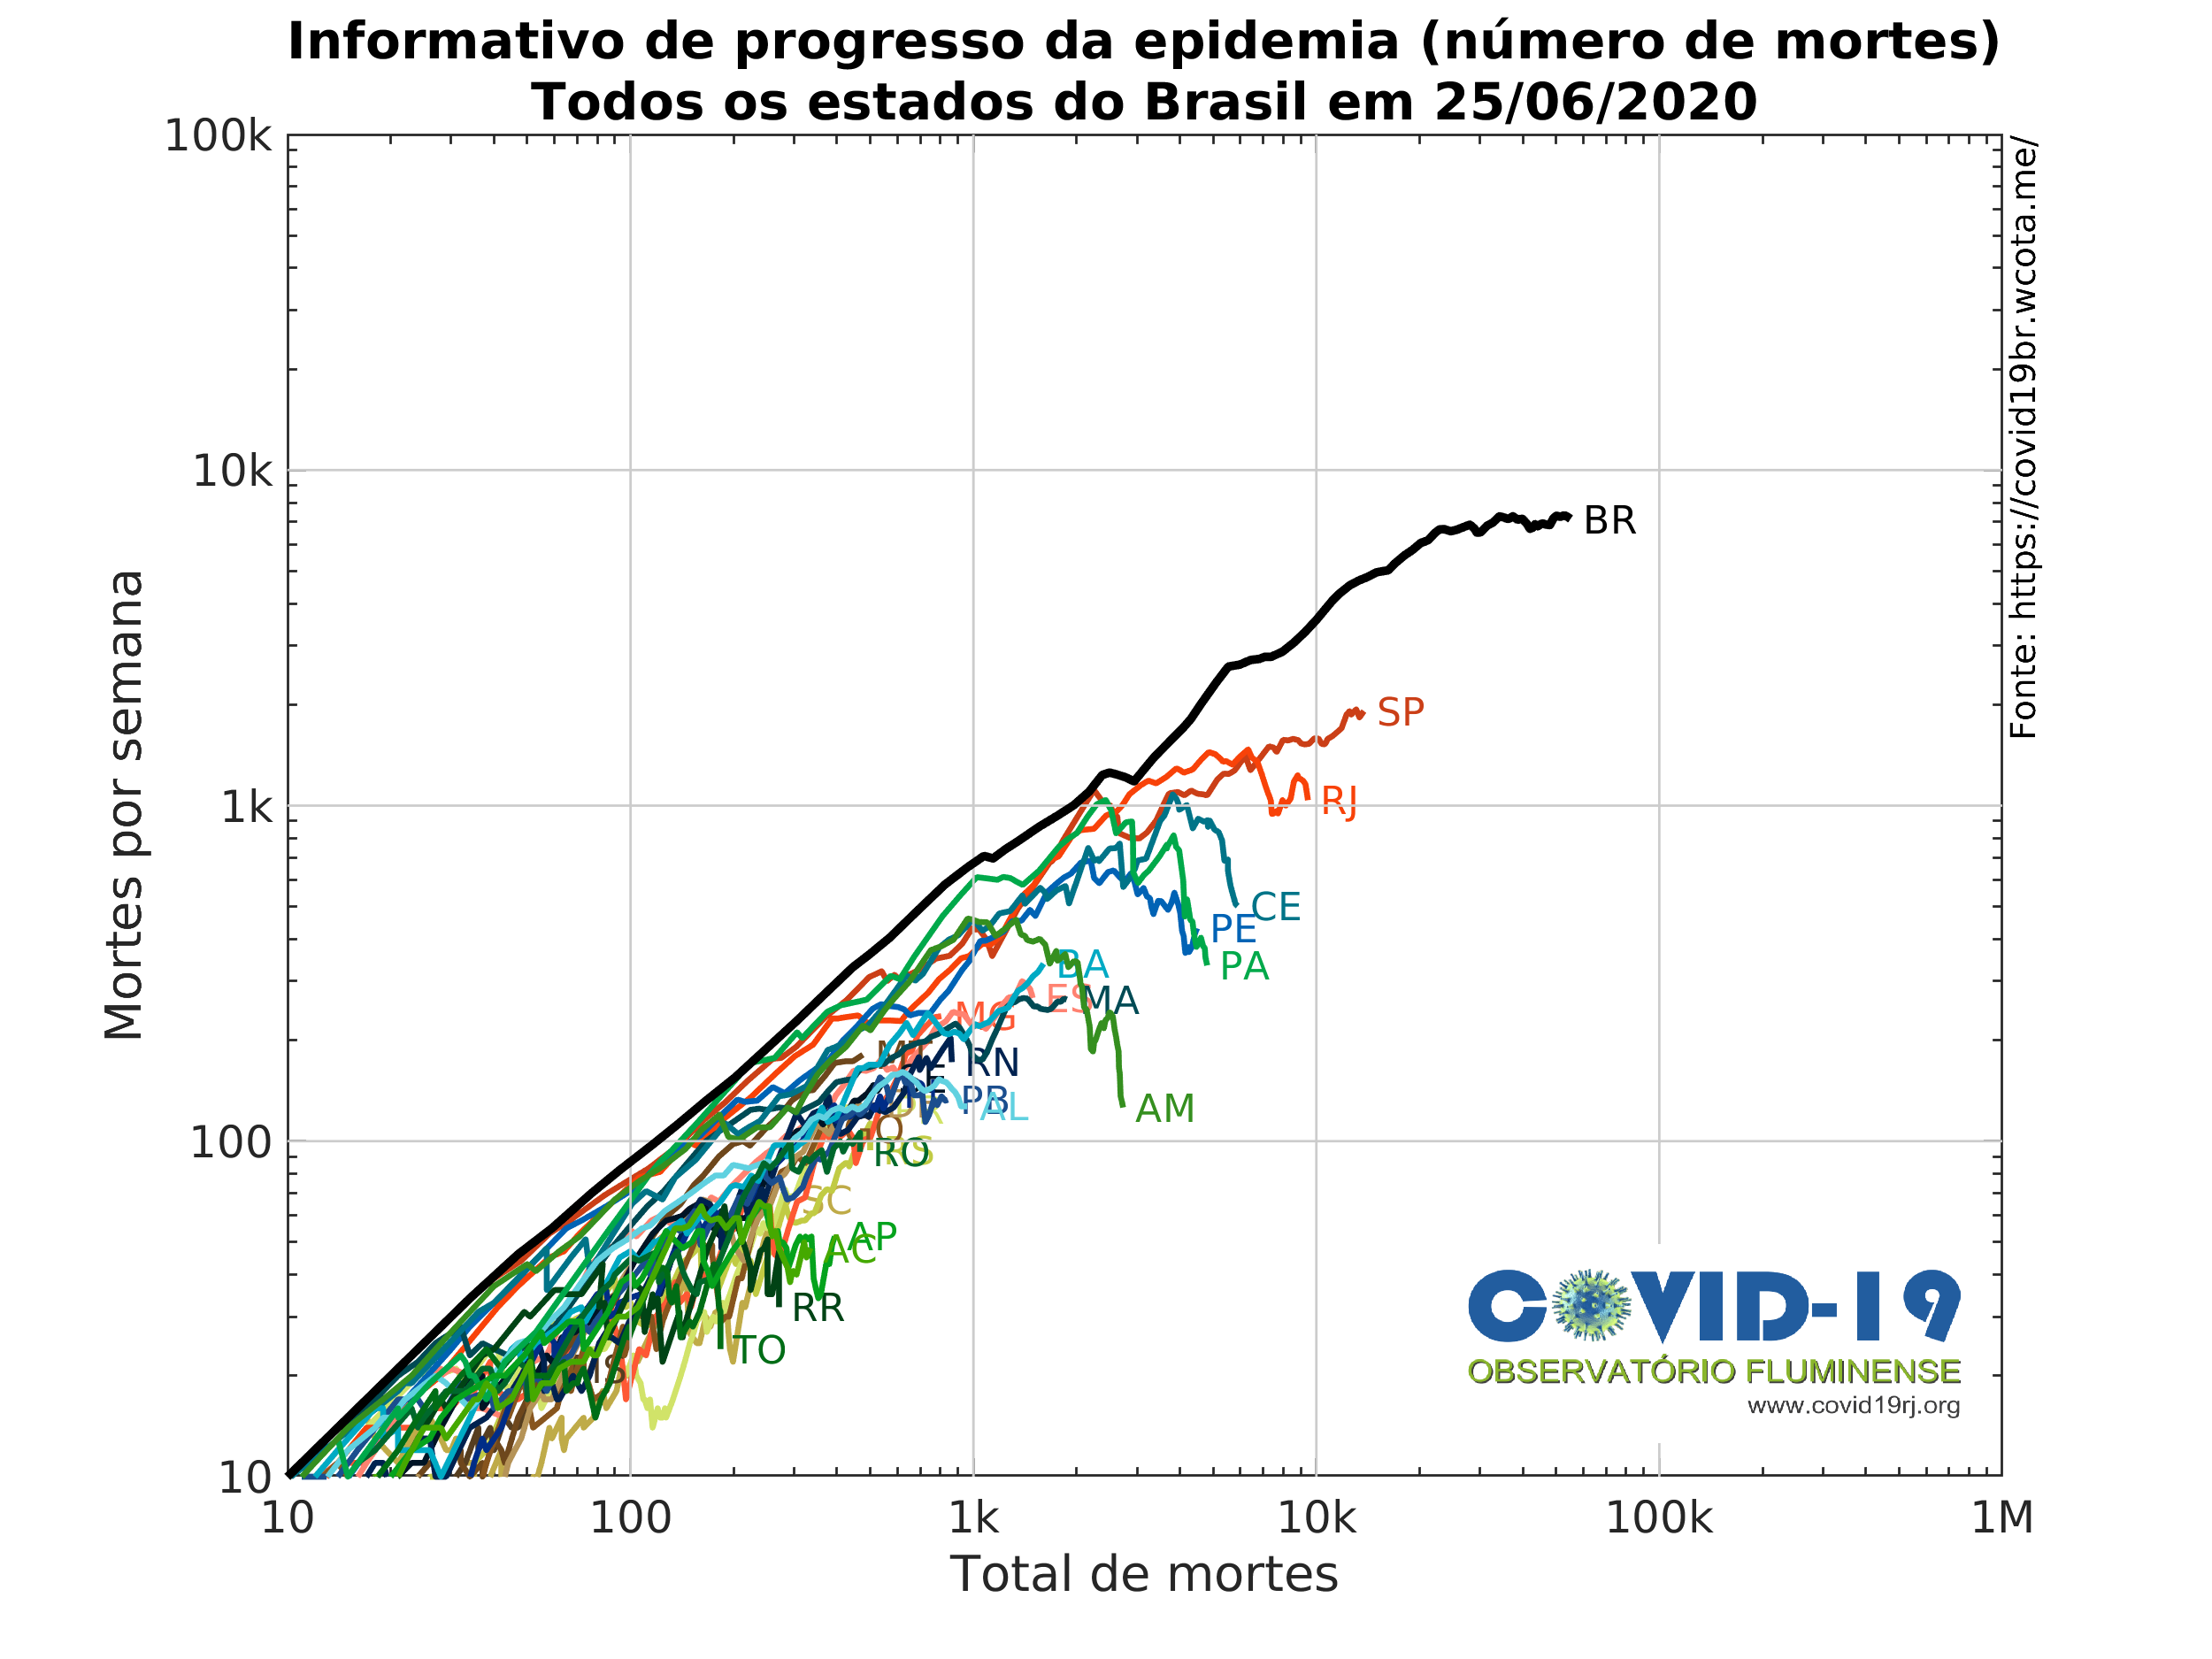 Informativo de progresso da epidemia (número de mortes)
Todos os estados do Brasil em 25/06/2020
100k
10k
1k
100
10
Mortes por semana
10
100
1k
10k
100k
1M
Total de mortes
Fonte: https://covid19br.wcota.me/
BR
SP
RJ
CE
PE
PA
BA
ES
MA
MG
RN
PB
AL
AM
RO
RS
SC
AP
AC
RR
TO
COVID-19
OBSERVATÓRIO FLUMINENSE
www.covid19rj.org